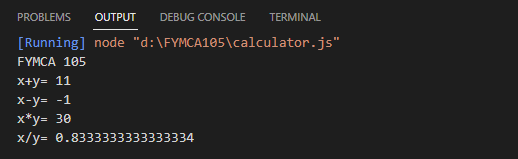 PROBLEMS OUTPUT DEBUG CONSOLE TERMINAL
[Running] node "d:\FYMCA105\calculator.js"
FYMCA 105
x+y= 11
x-y= -1
x*y= 30
x/y= 0.8333333333333334